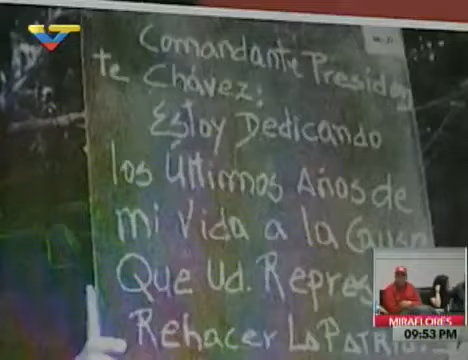 Comandante Presiden
te Chávez:
Estoy Dedicando
los Últimos Años de
mi Vida a la Causa
Que Ud. Repres
Rehacer La PATRI
MIRAFLORES
09:53 PM